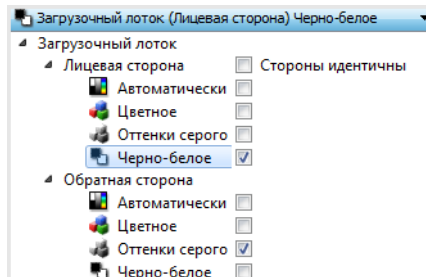 Загрузочный лоток (Лицевая сторона) Черно-белое
Загрузочный лоток
Лицевая сторона Стороны идентичны
Автоматически
Цветное
Оттенки серого
Черно-белое
Обратная сторона
Автоматически
Цветное
Оттенки серого
Черно-белое